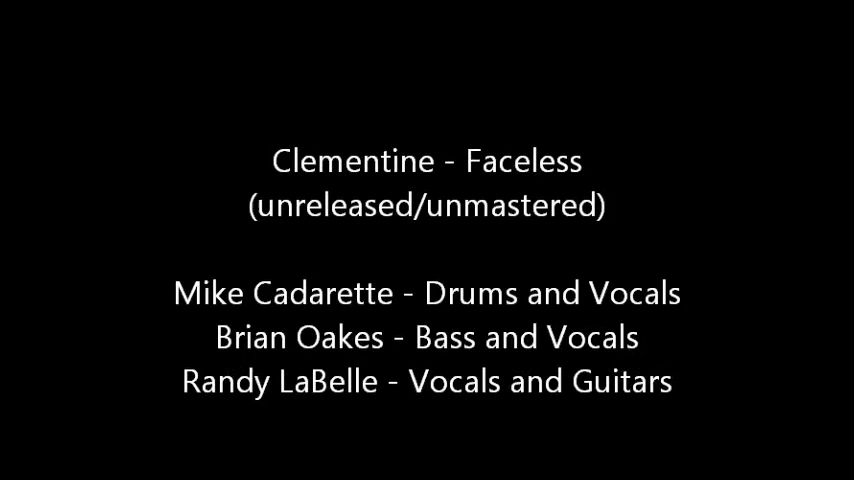 Clementine - Faceless
(unreleased/unmastered)
Mike Cadarette - Drums and Vocals
Brian Oakes - Bass and Vocals
Randy LaBelle - Vocals and Guitars